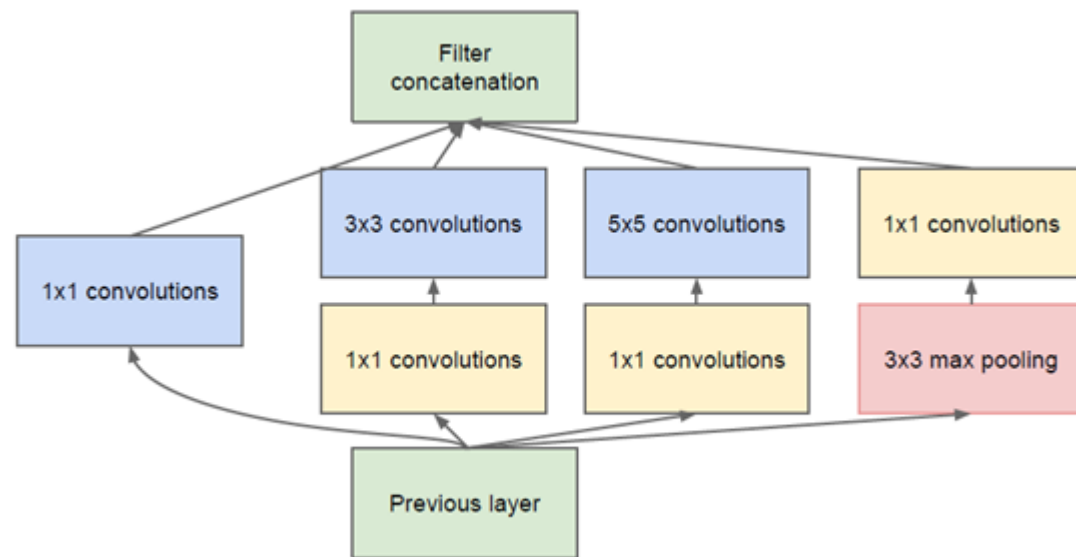 Filter
concatenation
3x3 convolutions
5x5 convolutions
1x1 convolutions
1x1 convolutions
1x1 convolutions
1x1 convolutions
3x3 max pooling
Previous layer